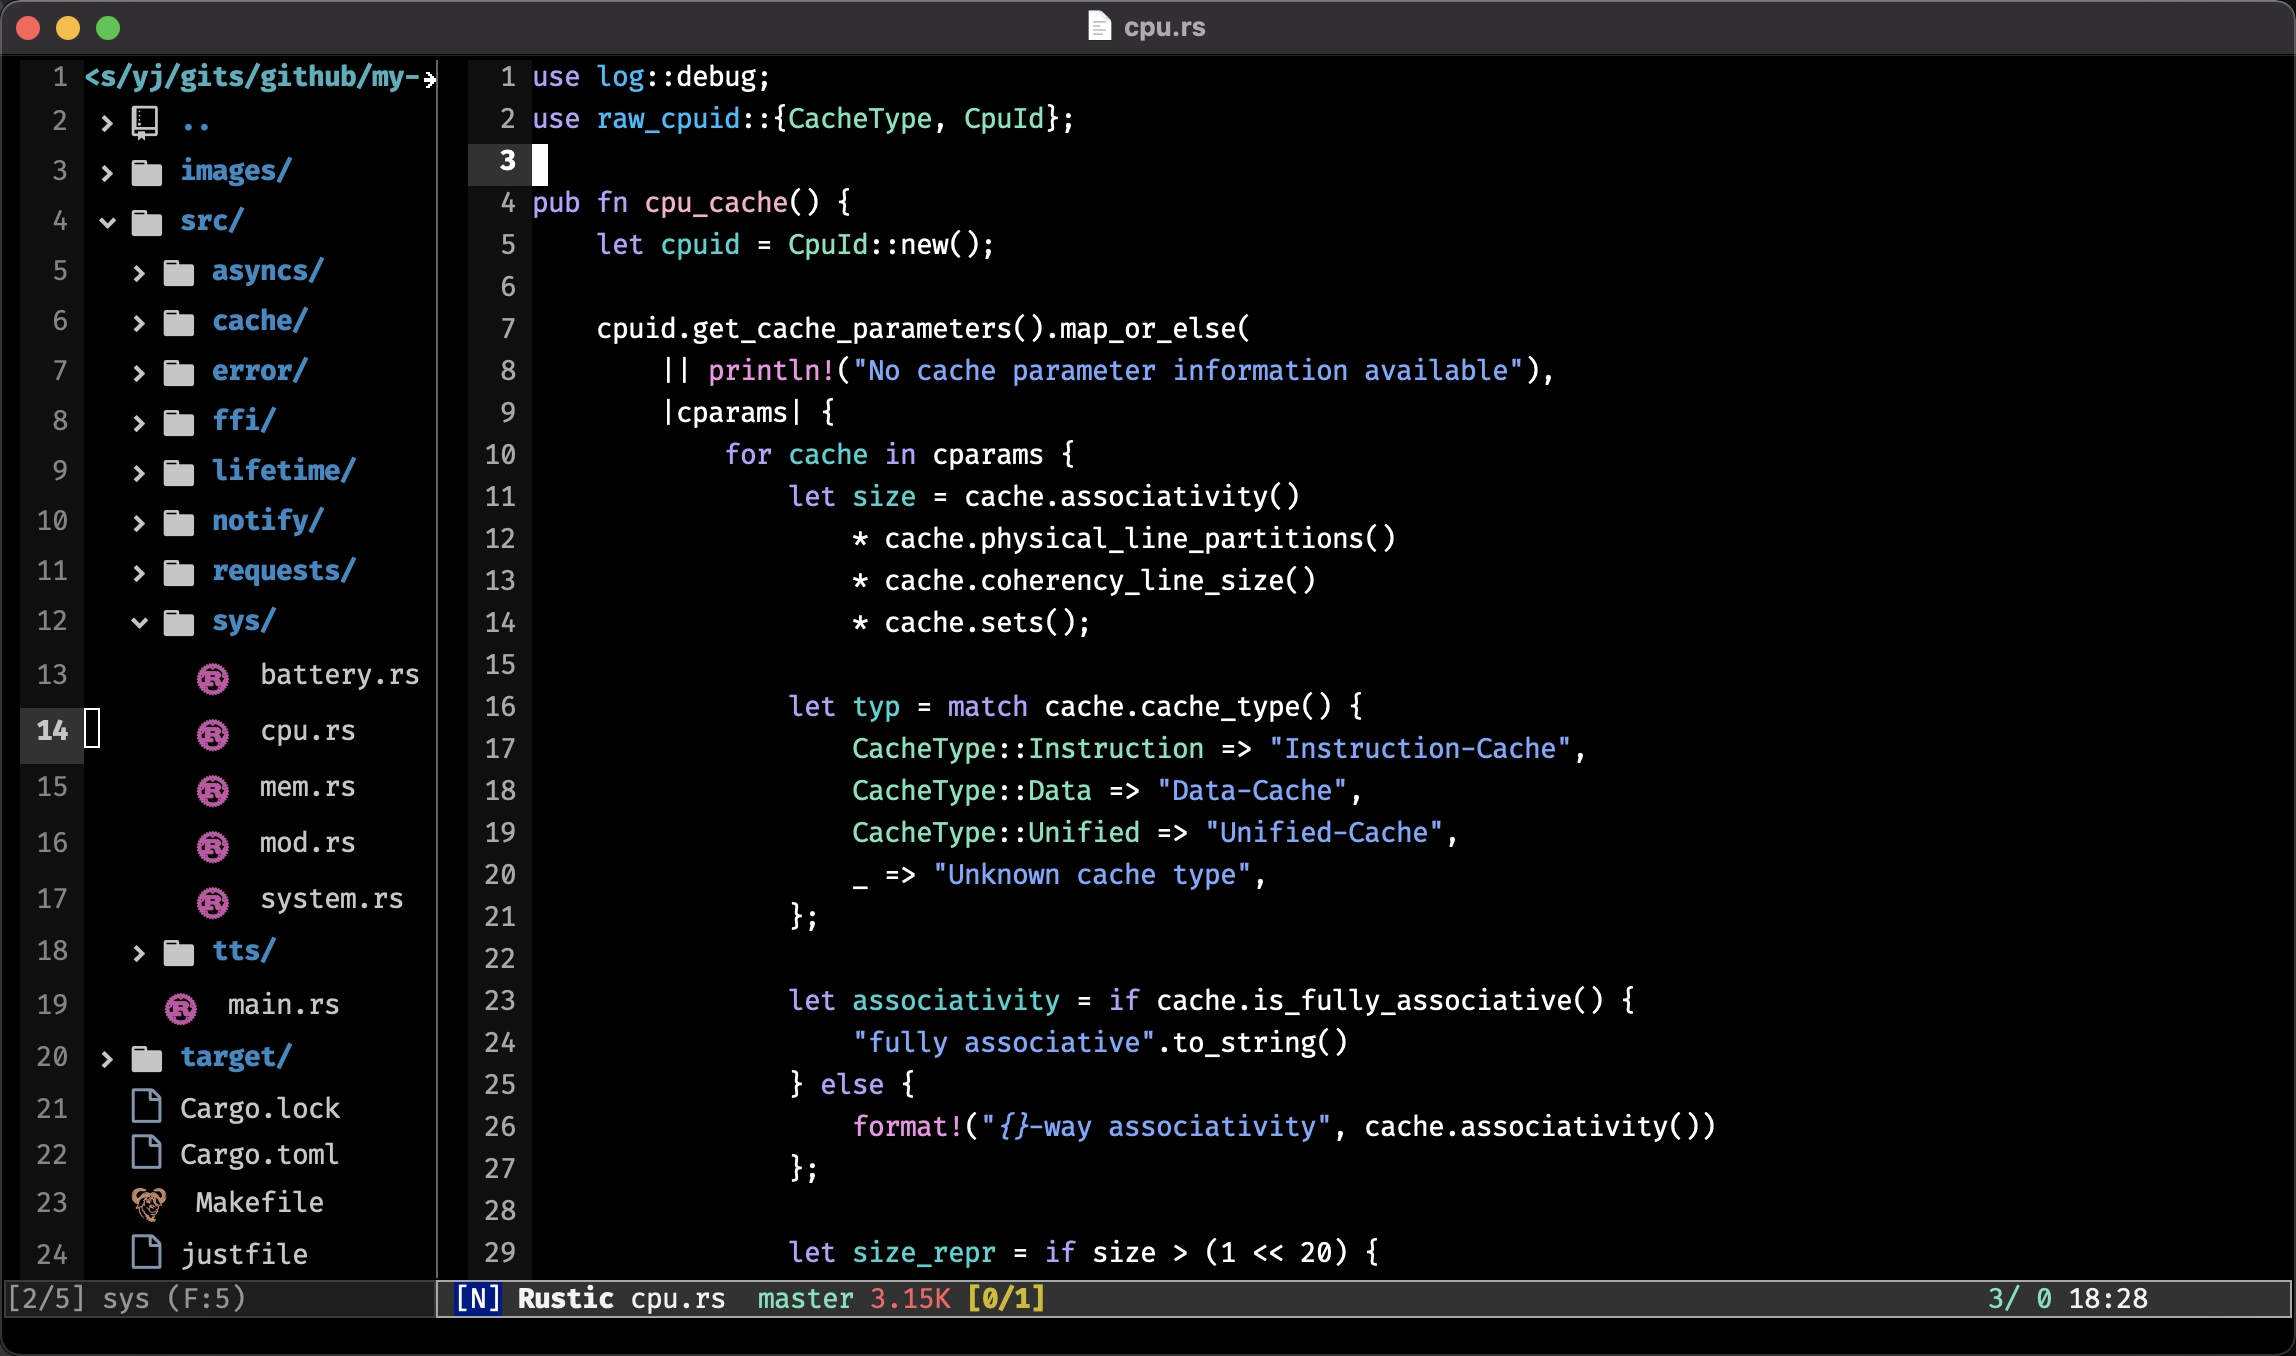 cpu.rs
1 <s/yj/gits/github/my-→
2 ..
3 images/
4 src/
5 asyncs/
6 cache/
7 error/
8 ffi/
9 lifetime/
10 notify/
11 requests/
12 sys/
13 battery.rs
14 cpu.rs
15 mem.rs
16 mod.rs
17 system.rs
18 tts/
19 main.rs
20 target/
21 Cargo.lock
22 Cargo.toml
23 Makefile
24 justfile
[2/5] sys (F:5)
1 use log::debug;
2 use raw_cpuid::{CacheType, CpuId};
3
4 pub fn cpu_cache() {
5     let cpuid = CpuId::new();
6
7     cpuid.get_cache_parameters().map_or_else(
8         || println!("No cache parameter information available"),
9         |cparams| {
10             for cache in cparams {
11                 let size = cache.associativity()
12                     * cache.physical_line_partitions()
13                     * cache.coherency_line_size()
14                     * cache.sets();
15
16                 let typ = match cache.cache_type() {
17                     CacheType::Instruction => "Instruction-Cache",
18                     CacheType::Data => "Data-Cache",
19                     CacheType::Unified => "Unified-Cache",
20                     _ => "Unknown cache type",
21                 };
22
23                 let associativity = if cache.is_fully_associative() {
24                     "fully associative".to_string()
25                 } else {
26                     format!("{}-way associativity", cache.associativity())
27                 };
28
29                 let size_repr = if size > (1 << 20) {
[N] Rustic cpu.rs master 3.15K [0/1] 3/ 0 18:28